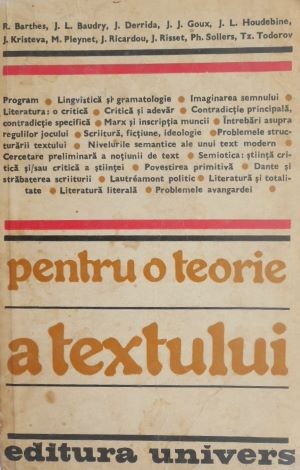 R. Barthes, J. L. Baudry, J. Derrida, J. J. Goux, J. L. Houdebine,
J. Kristeva, M. Pleynet, J. Ricardou, J. Risset, Ph. Sollers, Tz. Todorov
Program ● Lingvistică și gramatologie ● Imaginarea semnului ●
Literatura: o critică ● Critică și adevăr ● Contradicție principală,
contradicție specifică ● Marx și inscripția muncii ● Întrebări asupra
regulilor jocului ● Scriitură, ficțiune, ideologie ● Problemele struc-
turării textului ● Nivelurile semantice ale unui text modern ●
Cercetare preliminară a noțiunii de text ● Semiotica: știință cri-
tică și/sau critică a științei ● Povestirea primitivă ● Dante și
străbaterea scriiturii ● Lautréamont politic ● Literatură și totali-
tate ● Literatură literală ● Problemele avangardei ●
pentru o teorie
a textului
editura univers